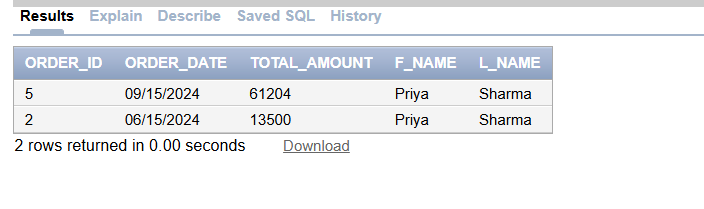 Results Explain Describe Saved SQL History
ORDER_ID ORDER_DATE TOTAL_AMOUNT F_NAME L_NAME
5 09/15/2024 61204 Priya Sharma
2 06/15/2024 13500 Priya Sharma
2 rows returned in 0.00 seconds Download